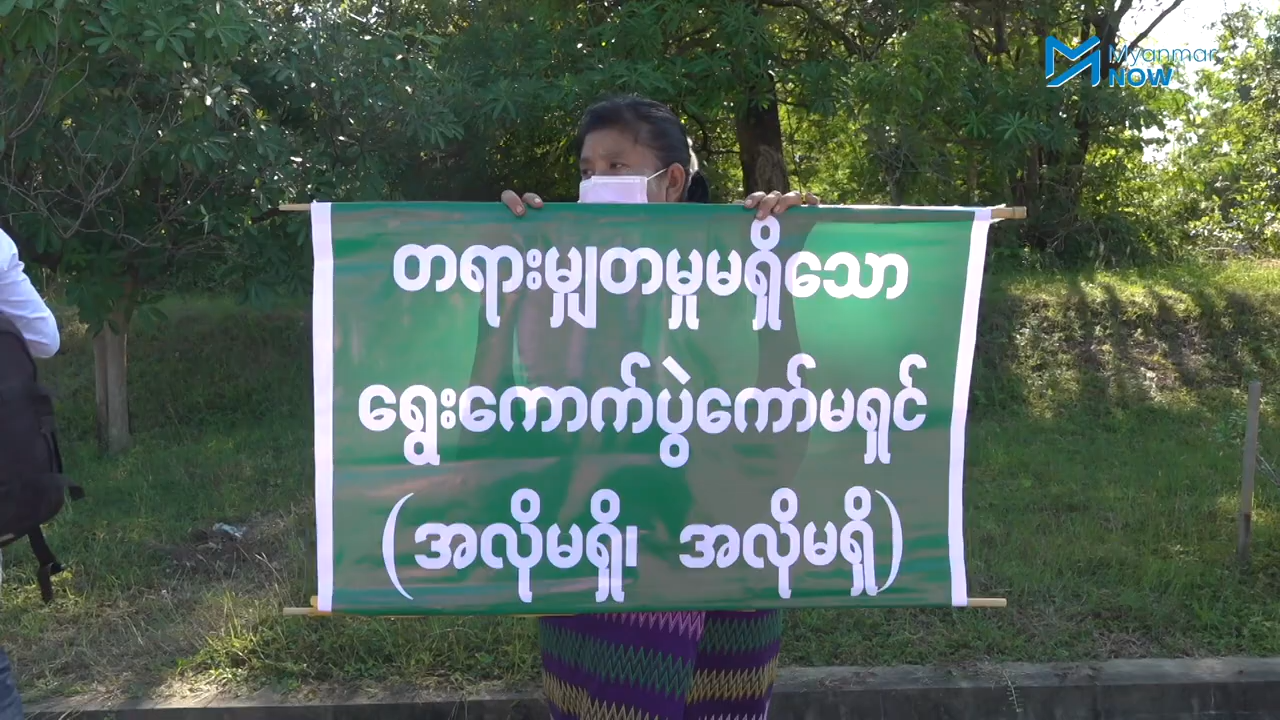 Myanmar
NOW
တရားမျှတမှုမရှိသော
ရွေးကောက်ပွဲကော်မရှင်
(အလိုမရှိ၊ အလိုမရှိ)